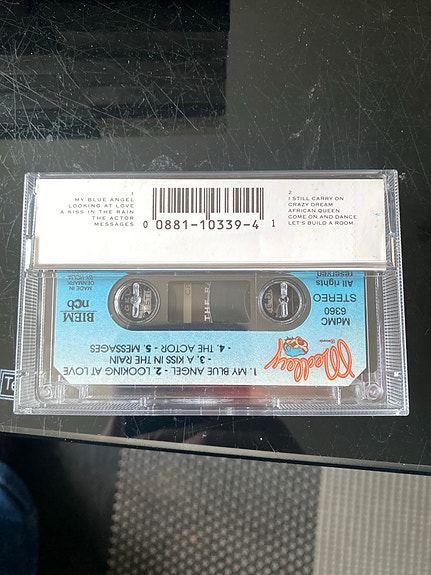 1
MY BLUE ANGEL
LOOKING AT LOVE
A KISS IN THE RAIN
THE ACTOR
MESSAGES
0 0881-10339-4 1
2
I STILL CARRY ON
CRAZY DREAM
AFRICAN QUEEN
COME ON AND DANCE
LET'S BUILD A ROOM
1. MY BLUE ANGEL - 2. LOOKING AT LOVE
- 3. A KISS IN THE RAIN
- 4. THE ACTOR - 5. MESSAGES
Medley
MdMC
6360
STEREO
All rights
reserved
BIEM
ncb
MADE IN
DENMARK